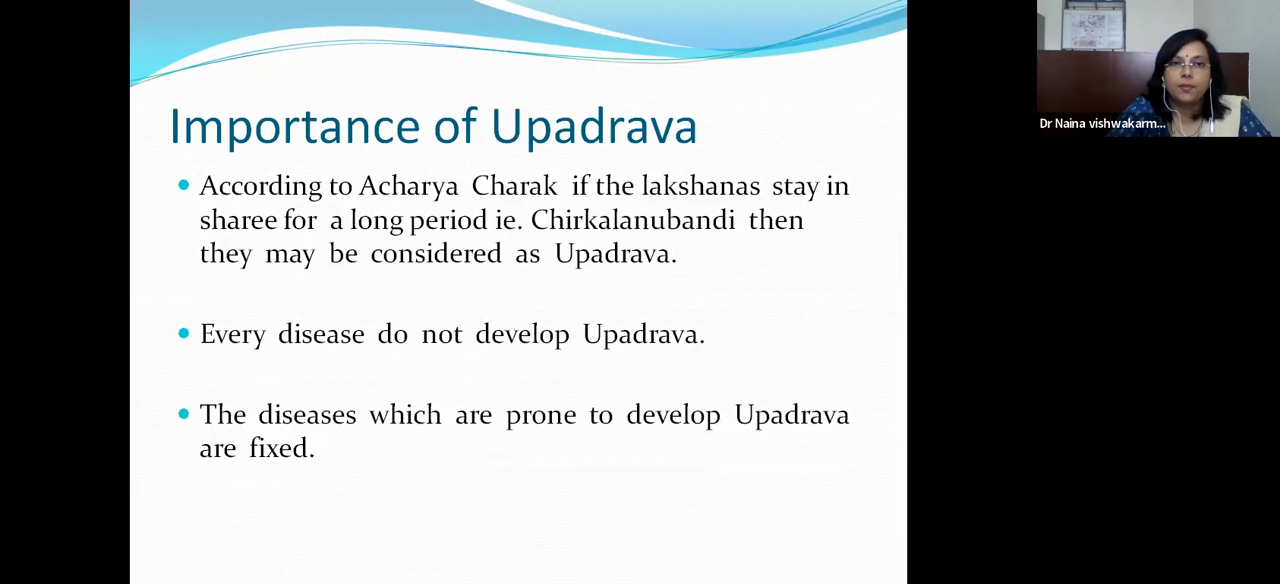 Importance of Upadrava
According to Acharya Charak if the lakshanas stay in
sharee for a long period ie. Chirkalanubandi then
they may be considered as Upadrava.
Every disease do not develop Upadrava.
The diseases which are prone to develop Upadrava
are fixed.
Dr Naina vishwakarm...